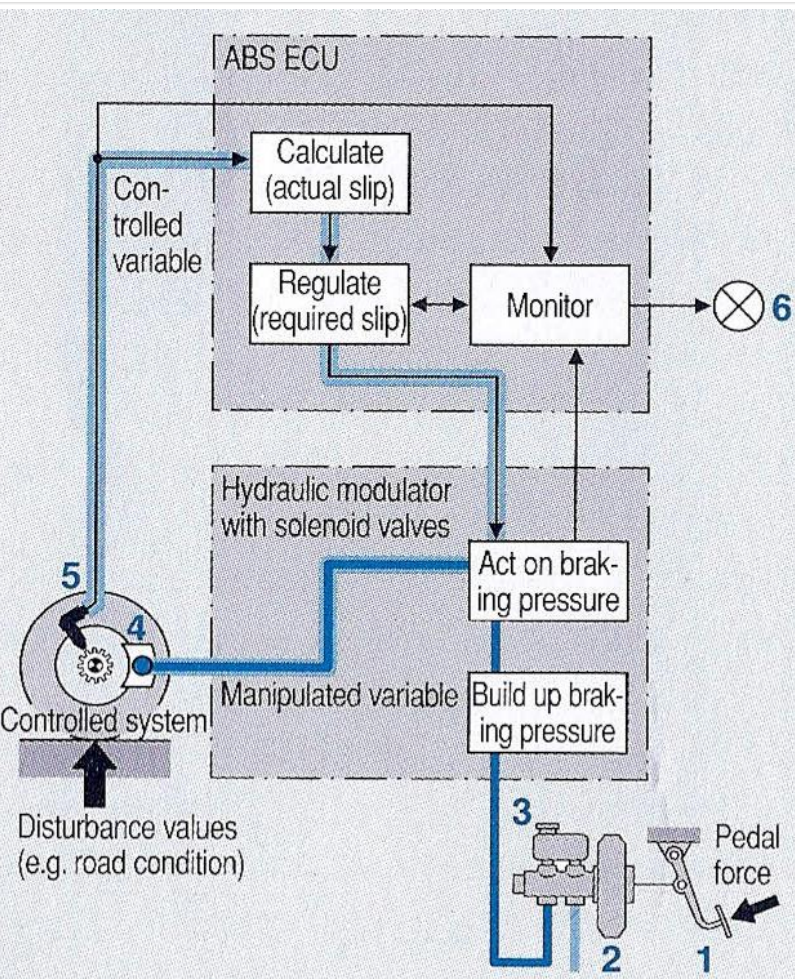 ABS ECU
Calculate
(actual slip)
Con-
trolled
variable
Regulate
(required slip)
Monitor
6
Hydraulic modulator
with solenoid valves
Act on brak-
ing pressure
5
4
Manipulated variable
Build up brak-
ing pressure
Controlled system
Disturbance values
(e.g. road condition)
3
Pedal
force
2
1